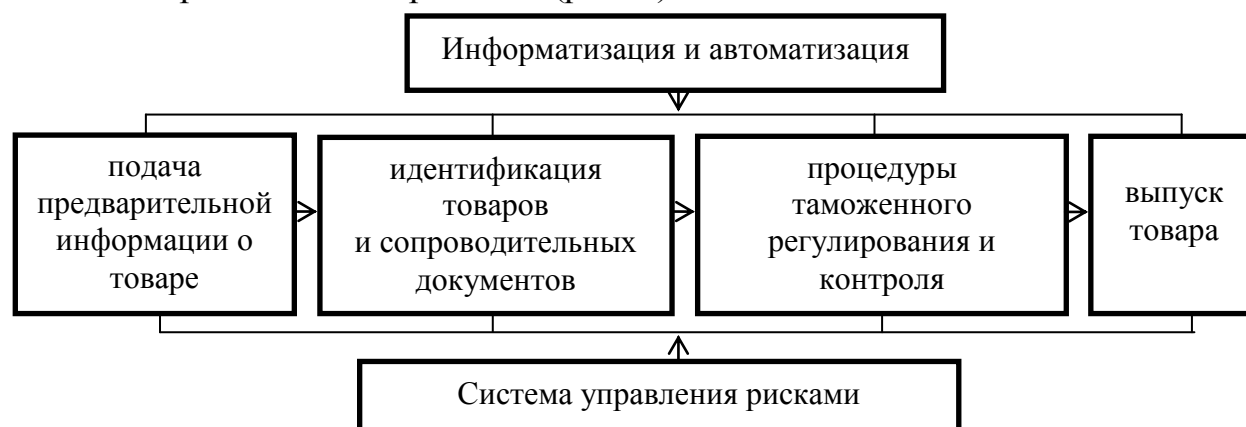 Информатизация и автоматизация
подача
предварительной
информации о
товаре
идентификация
товаров
и сопроводительных
документов
процедуры
таможенного
регулирования и
контроля
выпуск
товара
Система управления рисками